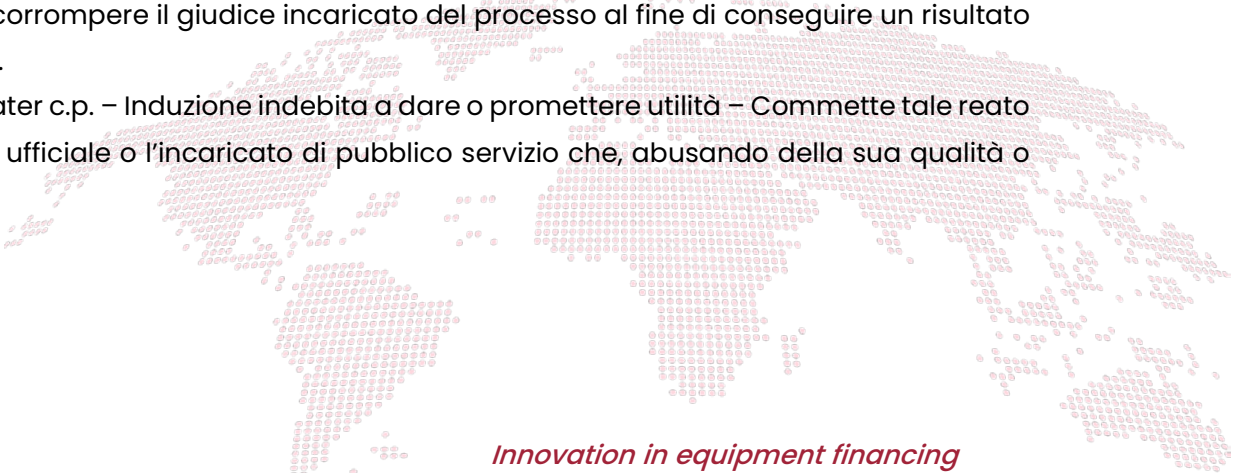 corrompere il giudice incaricato del processo al fine di conseguire un risultato
.
ater c.p. – Induzione indebita a dare o promettere utilità – Commette tale reato
ufficiale o l'incaricato di pubblico servizio che, abusando della sua qualità o
Innovation in equipment financing